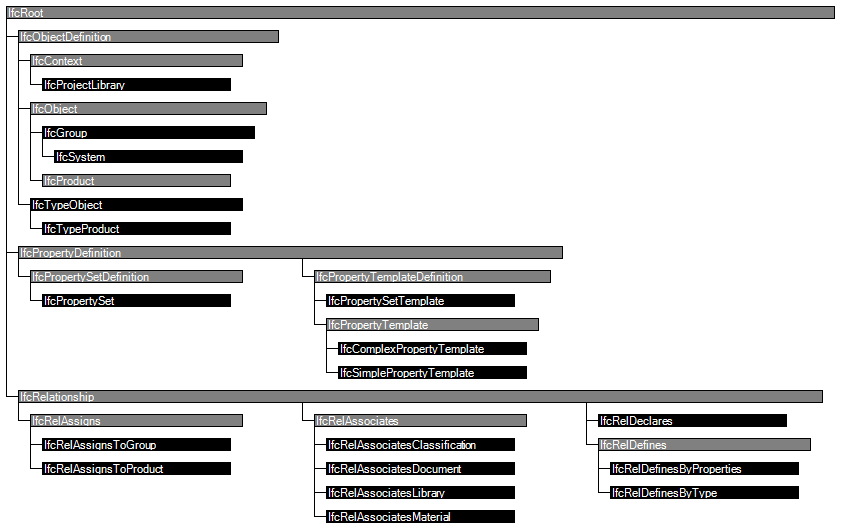 IfcRoot
IfcObjectDefinition
IfcContext
IfcProjectLibrary
IfcObject
IfcGroup
IfcSystem
IfcProduct
IfcTypeObject
IfcTypeProduct
IfcPropertyDefinition
IfcPropertySetDefinition
IfcPropertySet
IfcPropertyTemplateDefinition
IfcPropertySetTemplate
IfcPropertyTemplate
IfcComplexPropertyTemplate
IfcSimplePropertyTemplate
IfcRelationship
IfcRelAssigns
IfcRelAssignsToGroup
IfcRelAssignsToProduct
IfcRelAssociates
IfcRelAssociatesClassification
IfcRelAssociatesDocument
IfcRelAssociatesLibrary
IfcRelAssociatesMaterial
IfcRelDeclares
IfcRelDefines
IfcRelDefinesByProperties
IfcRelDefinesByType